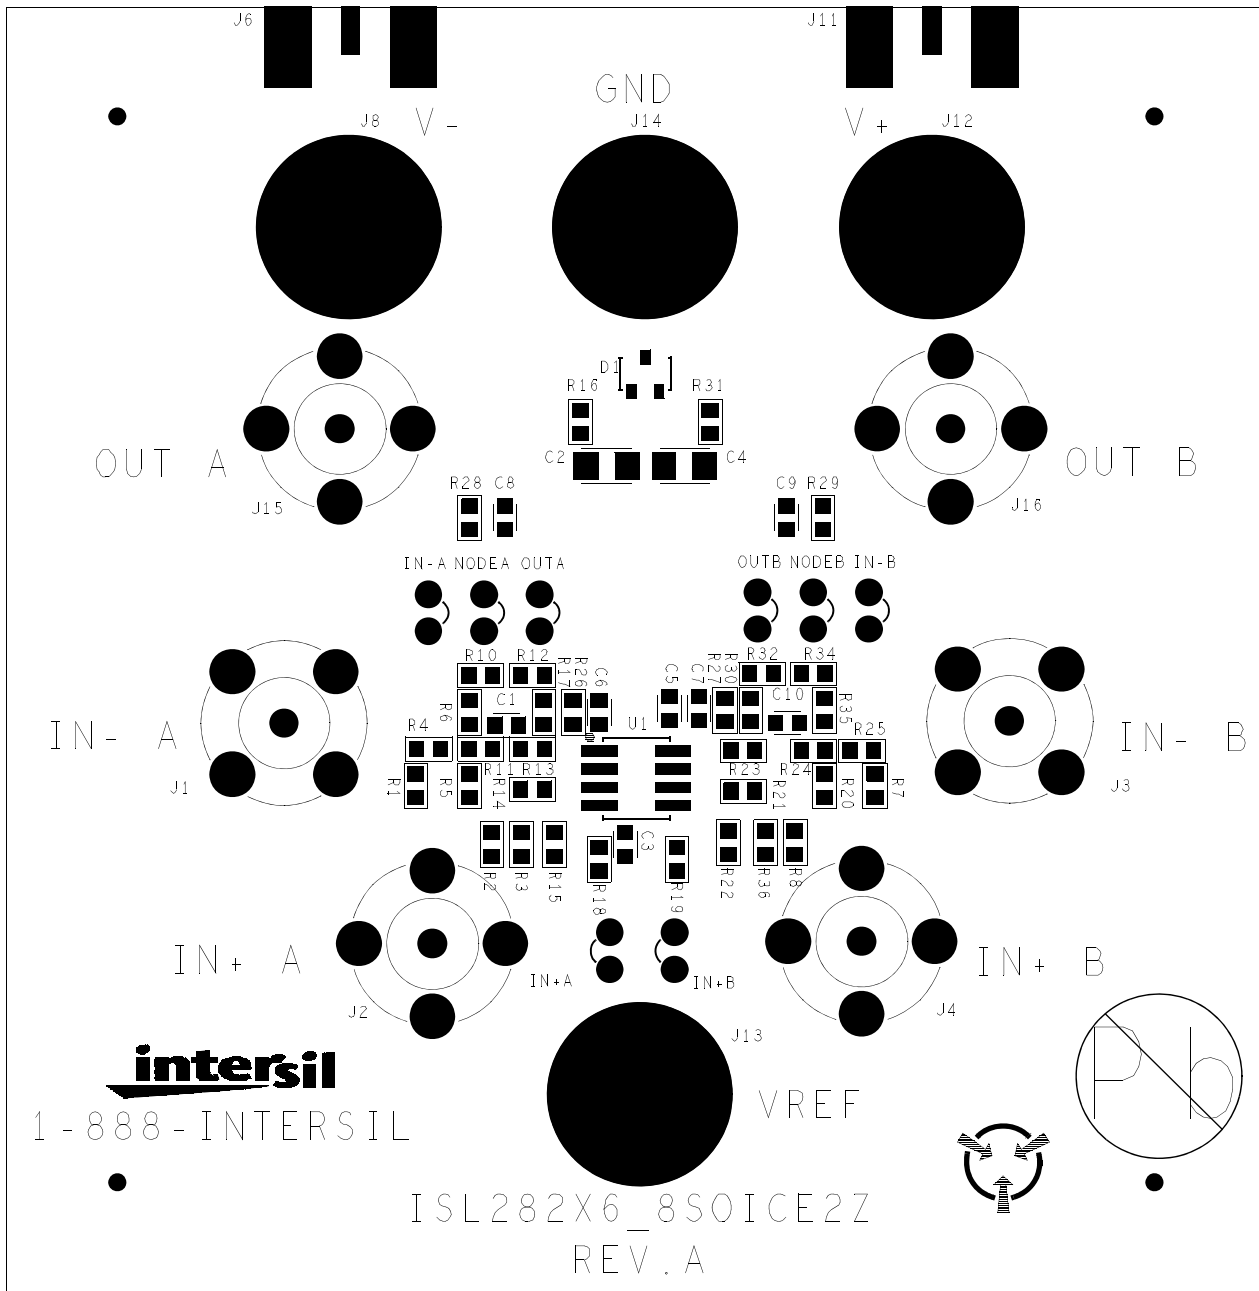 J6
J11
GND
J8
V-
J14
V+
J12
D1
R16
R31
OUT A
C2
C4
OUT B
R28
C8
C9
R29
J15
J16
IN-A
NODEA
OUTA
OUTB
NODEB
IN-B
R10
R12
R17
R26
C6
C5
C7
R27
R30
R32
R34
R6
C1
C10
R35
R4
U1
R25
IN- A
IN- B
R11
R13
R23
R24
J1
R1
R5
R14
R21
R20
R7
J3
C3
R2
R3
R15
R18
R19
R22
R36
R8
IN+ A
IN+A
IN+B
IN+ B
J2
J4
J13
Pb
intersil
VREF
1-888-INTERSIL
ISL282X6_8SOICE2Z
REV.A